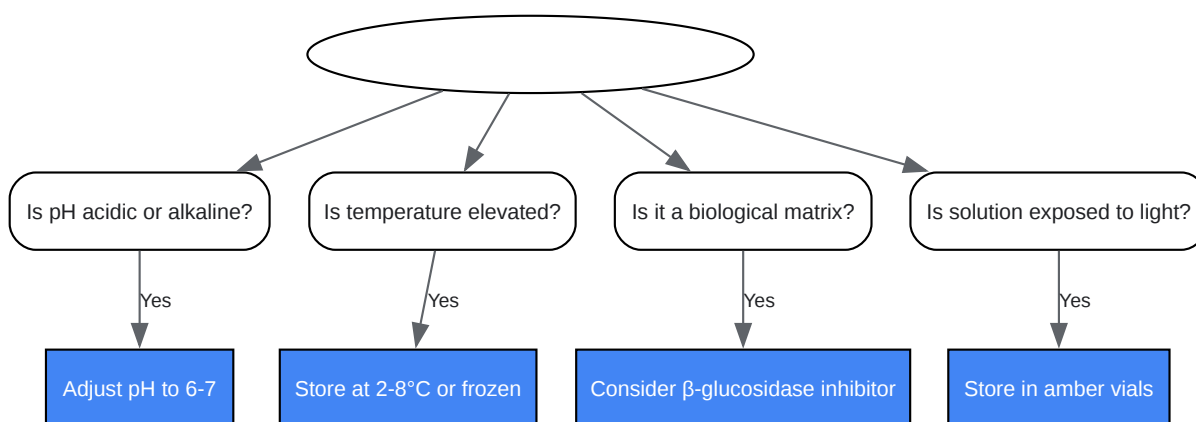 Is pH acidic or alkaline?
Is temperature elevated?
Is it a biological matrix?
Is solution exposed to light?
Yes
Yes
Yes
Yes
Adjust pH to 6-7
Store at 2-8°C or frozen
Consider β-glucosidase inhibitor
Store in amber vials